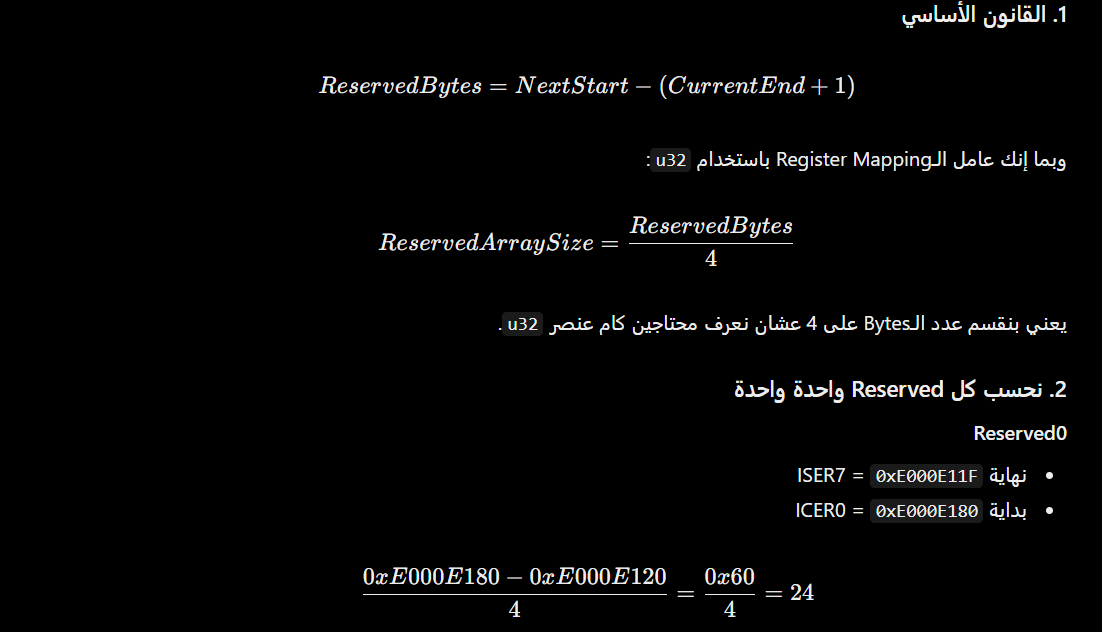 1. القانون الأساسي
ReservedBytes = NextStart − (CurrentEnd + 1)
وبما إنك عامل الـRegister Mapping باستخدام u32:
ReservedArraySize = ReservedBytes / 4
يعني بنقسم عدد الـBytes على 4 عشان نعرف محتاجين كام عنصر u32.
2. نحسب كل Reserved واحدة واحدة
Reserved0
• نهاية ISER7 = 0xE000E11F
• بداية ICER0 = 0xE000E180
(0xE000E180 − 0xE000E120) / 4 = 0x60 / 4 = 24